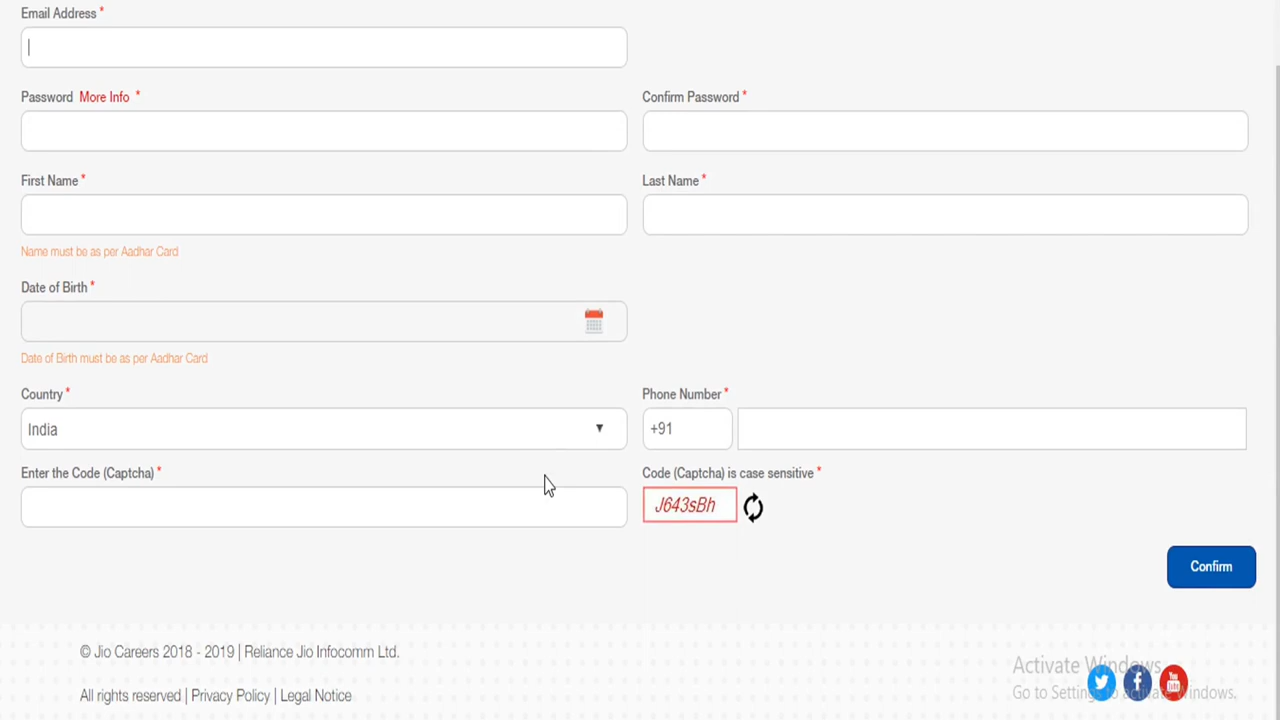 Email Address *
Password More Info *
Confirm Password *
First Name *
Last Name *
Name must be as per Aadhar Card
Date of Birth *
Date of Birth must be as per Aadhar Card
Country *
Phone Number *
India
+91
Enter the Code (Captcha) *
Code (Captcha) is case sensitive *
J643sBh
Confirm
© Jio Careers 2018 - 2019 | Reliance Jio Infocomm Ltd.
Activate Windows
All rights reserved | Privacy Policy | Legal Notice
Go to Settings to activate Windows.
You Tube